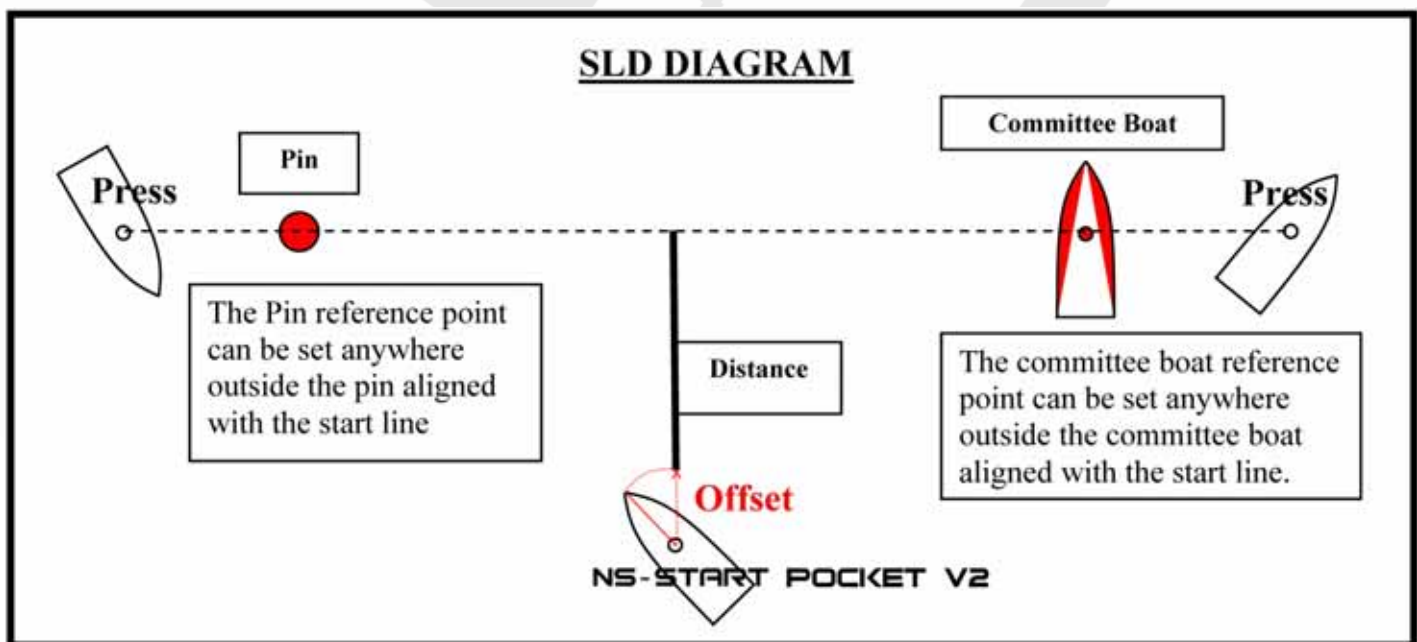 SLD DIAGRAM
Committee Boat
Pin
Press
Press
The Pin reference point
can be set anywhere
outside the pin aligned
with the start line
Distance
The committee boat reference
point can be set anywhere
outside the committee boat
aligned with the start line.
Offset
NS-START POCKET V2